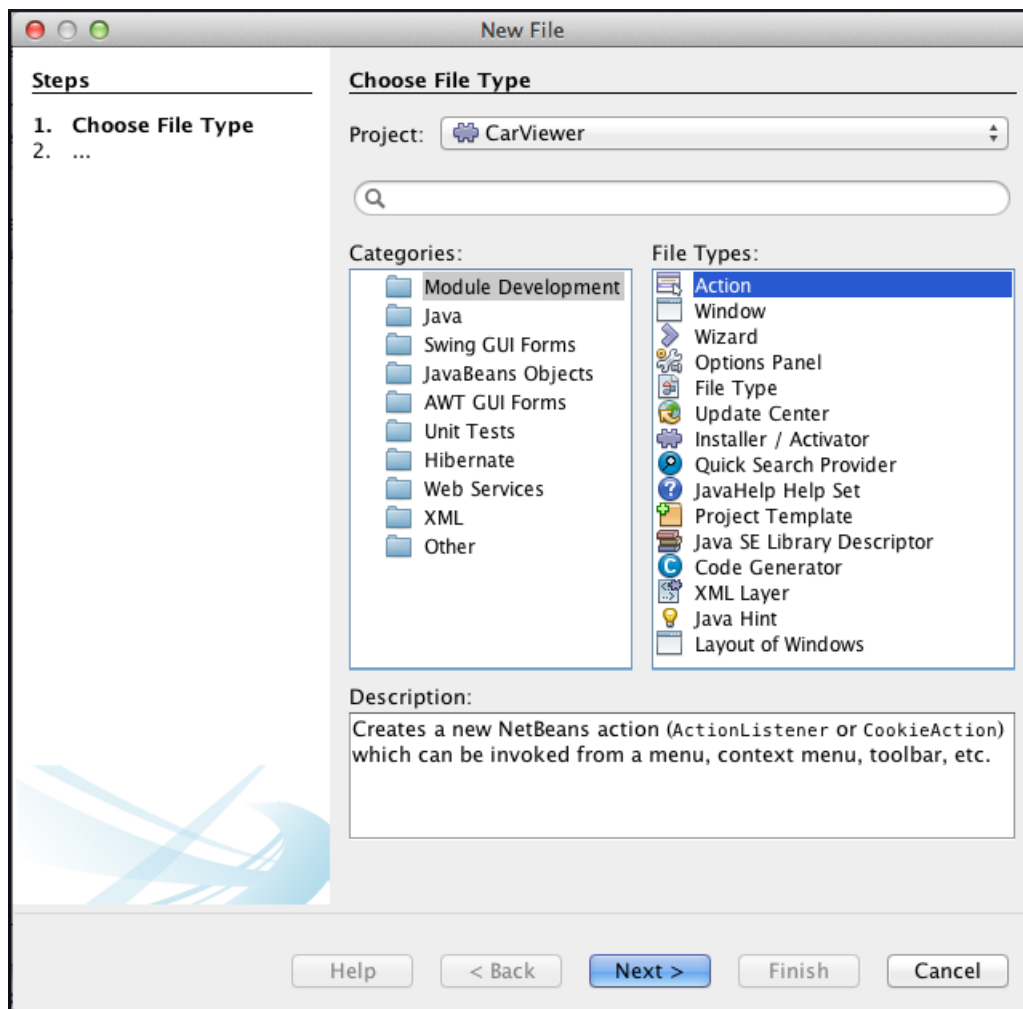 New File
Steps
1. Choose File Type
2. ...
Choose File Type
Project: CarViewer
Categories:
Module Development
Java
Swing GUI Forms
JavaBeans Objects
AWT GUI Forms
Unit Tests
Hibernate
Web Services
XML
Other
File Types:
Action
Window
Wizard
Options Panel
File Type
Update Center
Installer / Activator
Quick Search Provider
JavaHelp Help Set
Project Template
Java SE Library Descriptor
Code Generator
XML Layer
Java Hint
Layout of Windows
Description:
Creates a new NetBeans action (ActionListener or CookieAction)
which can be invoked from a menu, context menu, toolbar, etc.
Help < Back Next > Finish Cancel